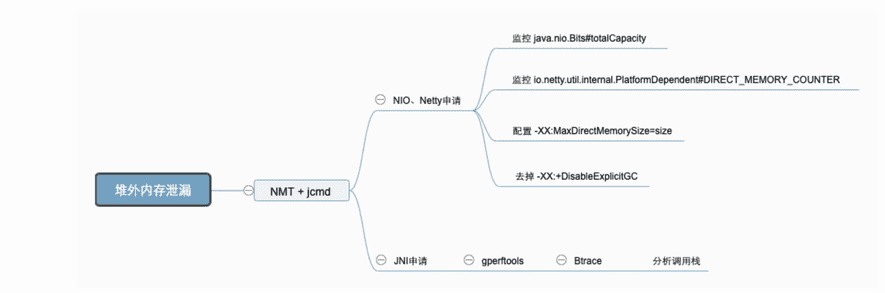 堆外内存泄漏
NMT + jcmd
NIO、Netty申请
监控 java.nio.Bits#totalCapacity
监控 io.netty.util.internal.PlatformDependent#DIRECT_MEMORY_COUNTER
配置 -XX:MaxDirectMemorySize=size
去掉 -XX:+DisableExplicitGC
JNI申请
gperftools
Btrace
分析调用栈